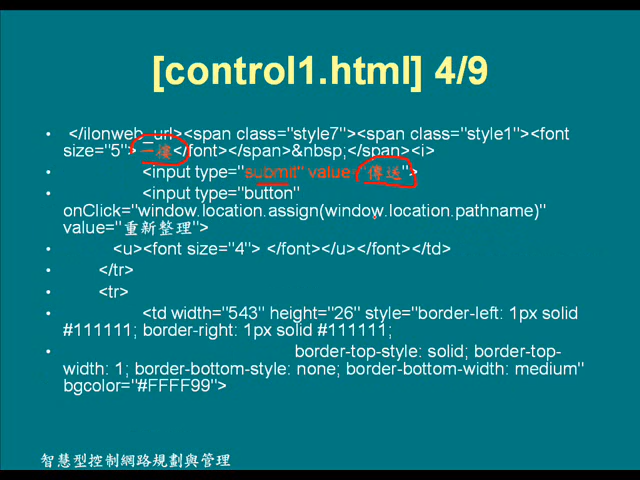 [control1.html] 4/9
• </ilonweb_url><span class="style7"><span class="style1"><font
size="5"> 一樓</font></span>&nbsp;</span><i>
• <input type="submit" value="傳送">
• <input type="button"
onClick="window.location.assign(window.location.pathname)"
value="重新整理">
• <u><font size="4"> </font></u></font></td>
• </tr>
• <tr>
• <td width="543" height="26" style="border-left: 1px solid
#111111; border-right: 1px solid #111111;
• border-top-style: solid; border-top-
width: 1; border-bottom-style: none; border-bottom-width: medium"
bgcolor="#FFFF99">
智慧型控制網路規劃與管理